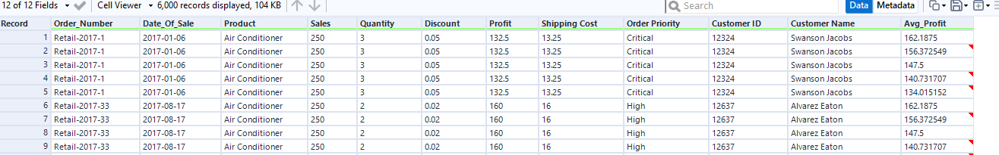 12 of 12 Fields Cell Viewer 6,000 records displayed, 104 KB Search Data Metadata
Record Order_Number Date_Of_Sale Product Sales Quantity Discount Profit Shipping Cost Order Priority Customer ID Customer Name Avg_Profit
1 Retail-2017-1 2017-01-06 Air Conditioner 250 3 0.05 132.5 13.25 Critical 12324 Swanson Jacobs 162.1875
2 Retail-2017-1 2017-01-06 Air Conditioner 250 3 0.05 132.5 13.25 Critical 12324 Swanson Jacobs 156.372549
3 Retail-2017-1 2017-01-06 Air Conditioner 250 3 0.05 132.5 13.25 Critical 12324 Swanson Jacobs 147.5
4 Retail-2017-1 2017-01-06 Air Conditioner 250 3 0.05 132.5 13.25 Critical 12324 Swanson Jacobs 140.731707
5 Retail-2017-1 2017-01-06 Air Conditioner 250 3 0.05 132.5 13.25 Critical 12324 Swanson Jacobs 134.015152
6 Retail-2017-33 2017-08-17 Air Conditioner 250 2 0.02 160 16 High 12637 Alvarez Eaton 162.1875
7 Retail-2017-33 2017-08-17 Air Conditioner 250 2 0.02 160 16 High 12637 Alvarez Eaton 156.372549
8 Retail-2017-33 2017-08-17 Air Conditioner 250 2 0.02 160 16 High 12637 Alvarez Eaton 147.5
9 Retail-2017-33 2017-08-17 Air Conditioner 250 2 0.02 160 16 High 12637 Alvarez Eaton 140.731707